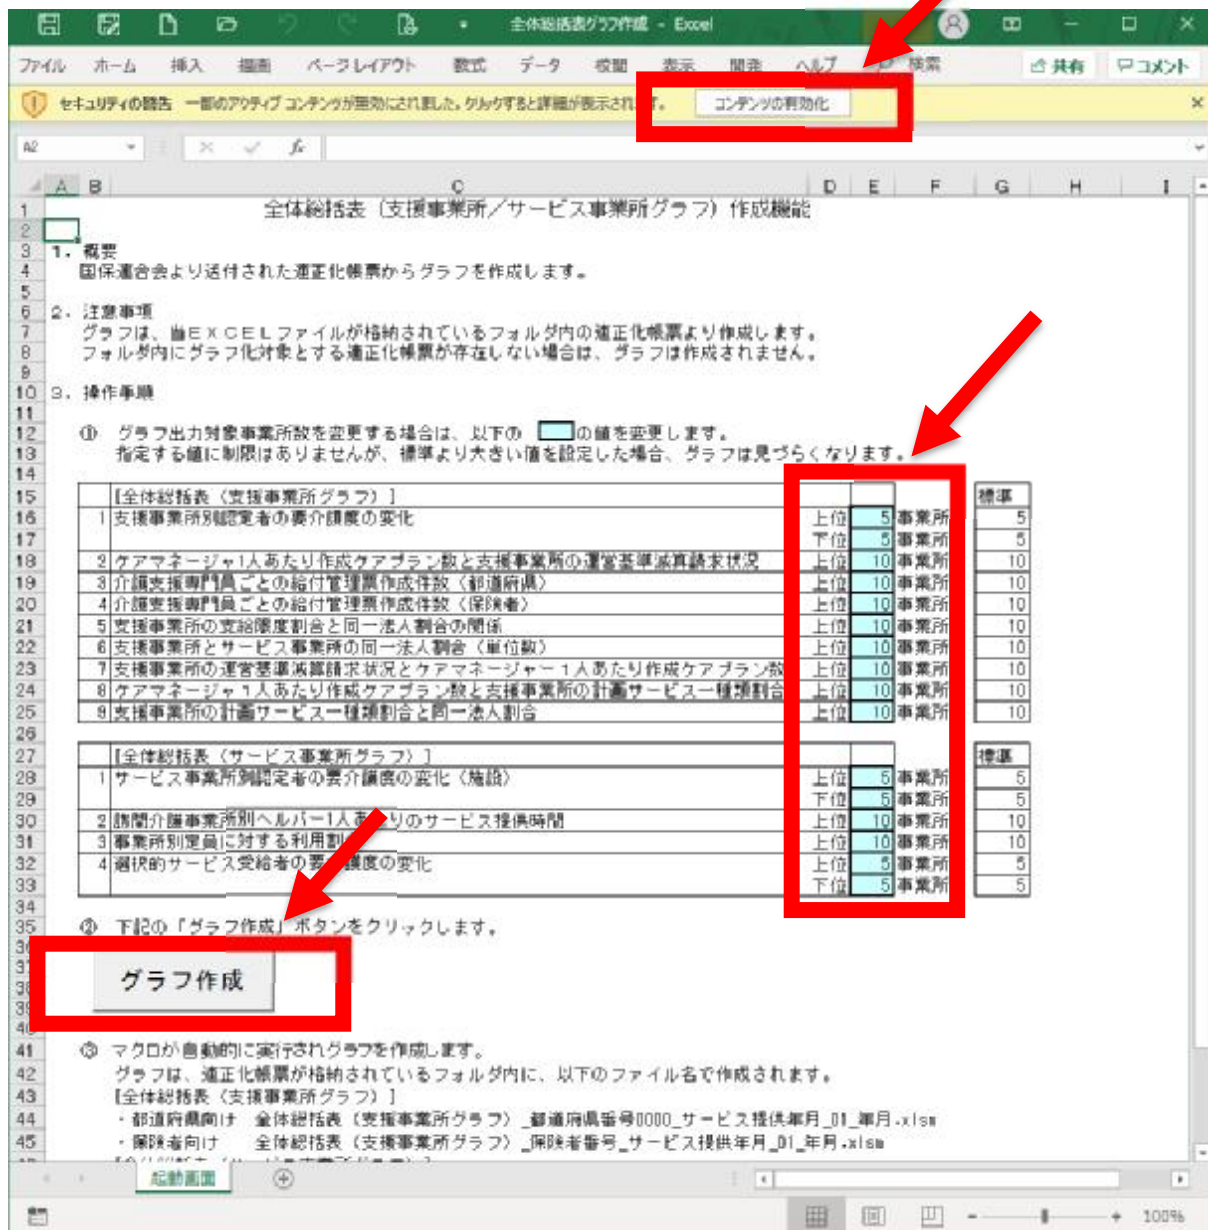 全体総括表グラフ作成 - Excel
ファイル ホーム 挿入 描画 ページ レイアウト 数式 データ 校閲 表示 開発 ヘルプ 検索 共有 コメント
セキュリティの警告 一部のアクティブ コンテンツが無効にされました。クリックすると詳細が表示されます。 コンテンツの有効化
A2 fx
A B C D E F G H I
1 全体総括表（支援事業所／サービス事業所グラフ）作成機能
2
3 1．概要
4 国保連合会より送付された適正化帳票からグラフを作成します。
5
6 2．注意事項
7 グラフは、当ＥＸＣＥＬファイルが格納されているフォルダ内の適正化帳票より作成します。
8 フォルダ内にグラフ化対象とする適正化帳票が存在しない場合は、グラフは作成されません。
9
10 3．操作手順
11
12 ① グラフ出力対象事業所数を変更する場合は、以下の の値を変更します。
13 指定する値に制限はありませんが、標準より大きい値を設定した場合、グラフは見づらくなります。
14
15 [全体総括表（支援事業所グラフ）] 標準
16 1 支援事業所別認定者の要介護度の変化 上位 5 事業所 5
17 下位 5 事業所 5
18 2 ケアマネージャ1人あたり作成ケアプラン数と支援事業所の運営基準減算請求状況 上位 10 事業所 10
19 3 介護支援専門員ごとの給付管理票作成件数（都道府県） 上位 10 事業所 10
20 4 介護支援専門員ごとの給付管理票作成件数（保険者） 上位 10 事業所 10
21 5 支援事業所の支給限度割合と同一法人割合の関係 上位 10 事業所 10
22 6 支援事業所とサービス事業所の同一法人割合（単位数） 上位 10 事業所 10
23 7 支援事業所の運営基準減算請求状況とケアマネージャー１人あたり作成ケアプラン数 上位 10 事業所 10
24 8 ケアマネージャ１人あたり作成ケアプラン数と支援事業所の計画サービス一種類割合 上位 10 事業所 10
25 9 支援事業所の計画サービス一種類割合と同一法人割合 上位 10 事業所 10
26
27 [全体総括表（サービス事業所グラフ）] 標準
28 1 サービス事業所別認定者の要介護度の変化（施設） 上位 5 事業所 5
29 下位 5 事業所 5
30 2 訪問介護事業所別ヘルパー1人あたりのサービス提供時間 上位 10 事業所 10
31 3 事業所別定員に対する利用割 上位 10 事業所 10
32 4 選択的サービス受給者の要 護度の変化 上位 5 事業所 5
33 下位 5 事業所 5
34
35 ② 下記の「グラフ作成」ボタンをクリックします。
グラフ作成
41 ③ マクロが自動的に実行されグラフを作成します。
42 グラフは、適正化帳票が格納されているフォルダ内に、以下のファイル名で作成されます。
43 [全体総括表（支援事業所グラフ）]
44 ・都道府県向け 全体総括表（支援事業所グラフ）_都道府県番号0000_サービス提供年月_01_年月.xlsm
45 ・保険者向け 全体総括表（支援事業所グラフ）_保険者番号_サービス提供年月_01_年月.xlsm
起動画面
100%